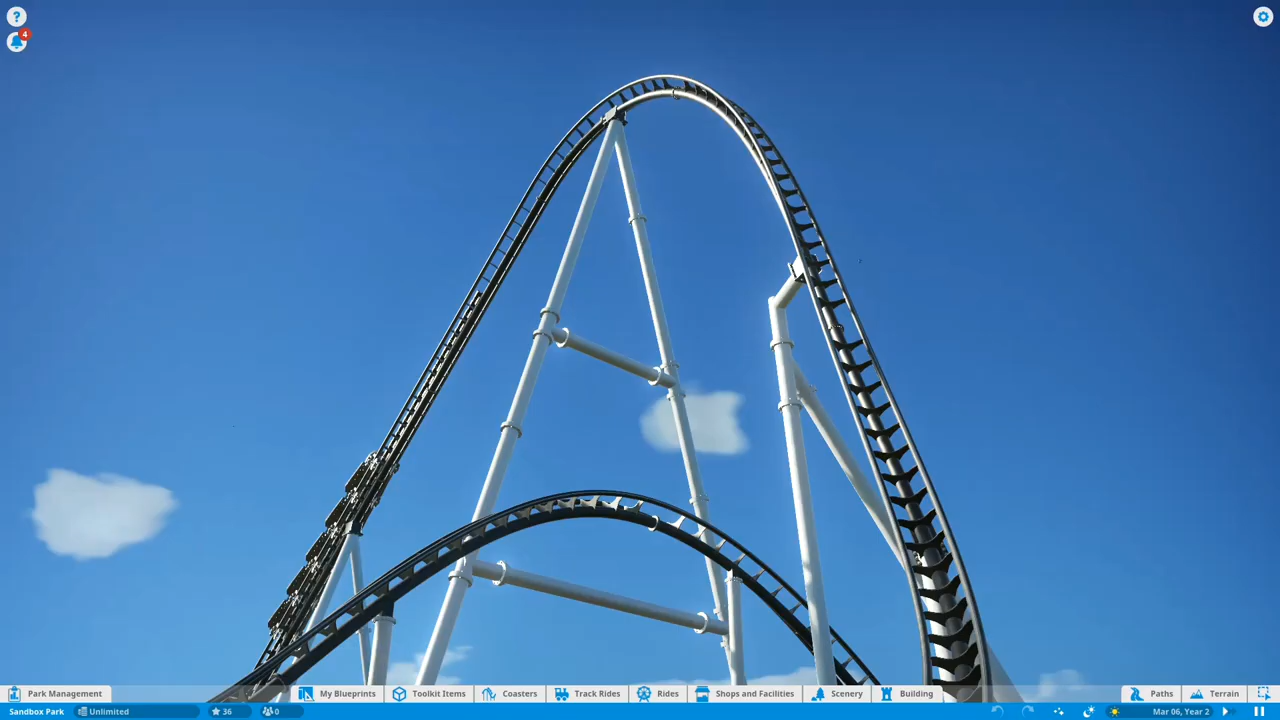 ?
4
Park Management
My Blueprints
Toolkit Items
Coasters
Track Rides
Rides
Shops and Facilities
Scenery
Building
Paths
Terrain
Sandbox Park
Unlimited
36
0
Mar 06, Year 2